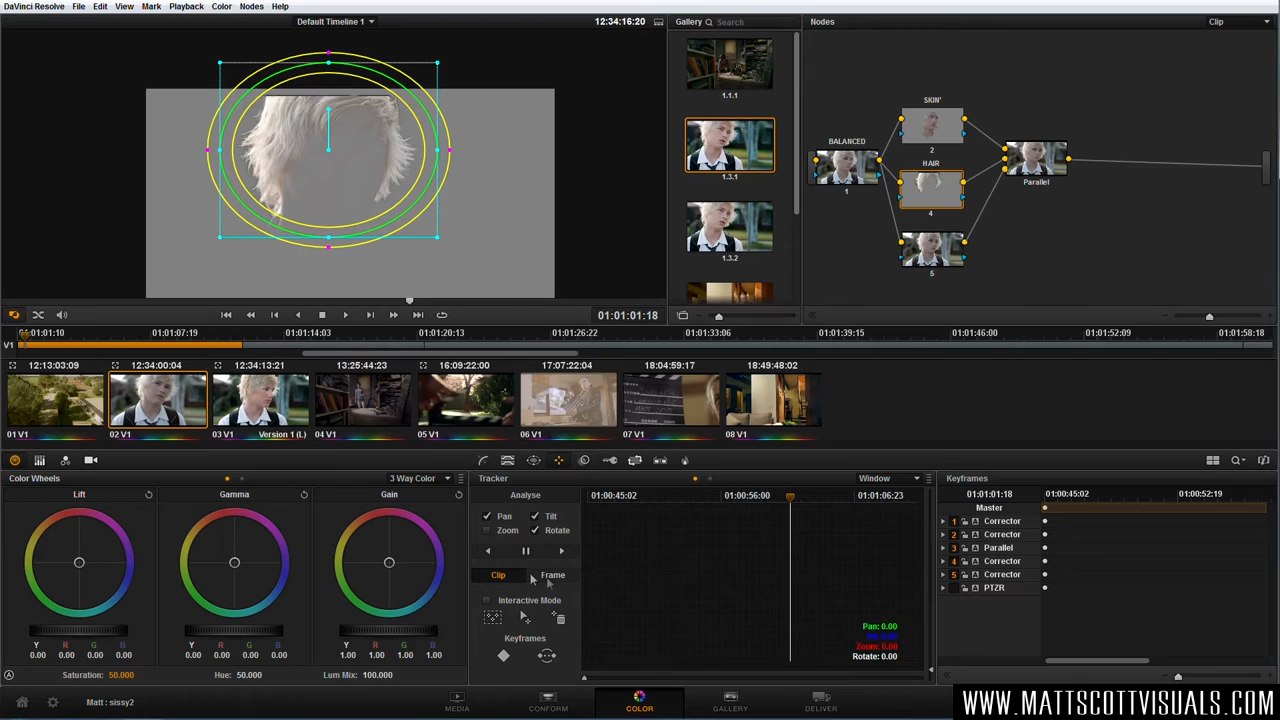 DaVinci Resolve File Edit View Mark Playback Color Nodes Help
Default Timeline 1 12:34:16:20 Gallery Search Nodes Clip
1.1.1
1.3.1
1.3.2
SKIN'
2
BALANCED
1
HAIR
4
Parallel
5
01:01:01:18
01:01:01:10 01:01:07:19 01:01:14:03 01:01:20:13 01:01:26:22 01:01:33:06 01:01:39:15 01:01:46:00 01:01:52:09 01:01:58:18
V1
12:13:03:09 12:34:00:04 12:34:13:21 13:25:44:23 16:09:22:00 17:07:22:04 18:04:59:17 18:49:48:02
01 V1 02 V1 03 V1 Version 1 (L) 04 V1 05 V1 06 V1 07 V1 08 V1
Color Wheels 3 Way Color Tracker Window Keyframes
Lift Gamma Gain
Y R G B Y R G B Y R G B
0.00 0.00 0.00 0.00 0.00 0.00 0.00 0.00 1.00 1.00 1.00 1.00
Saturation: 50.000 Hue: 50.000 Lum Mix: 100.000
Analyse
Pan Tilt
Zoom Rotate
Clip Frame
Interactive Mode
Keyframes
01:00:45:02 01:00:56:00 01:01:06:23
Pan: 0.00
Zoom: 0.00
Rotate: 0.00
01:01:01:18 01:00:45:02 01:00:52:19
Master
1 Corrector
2 Corrector
3 Parallel
4 Corrector
5 Corrector
PTZR
Matt : sissy2 MEDIA CONFORM COLOR GALLERY DELIVER
WWW.MATTSCOTTVISUALS.COM